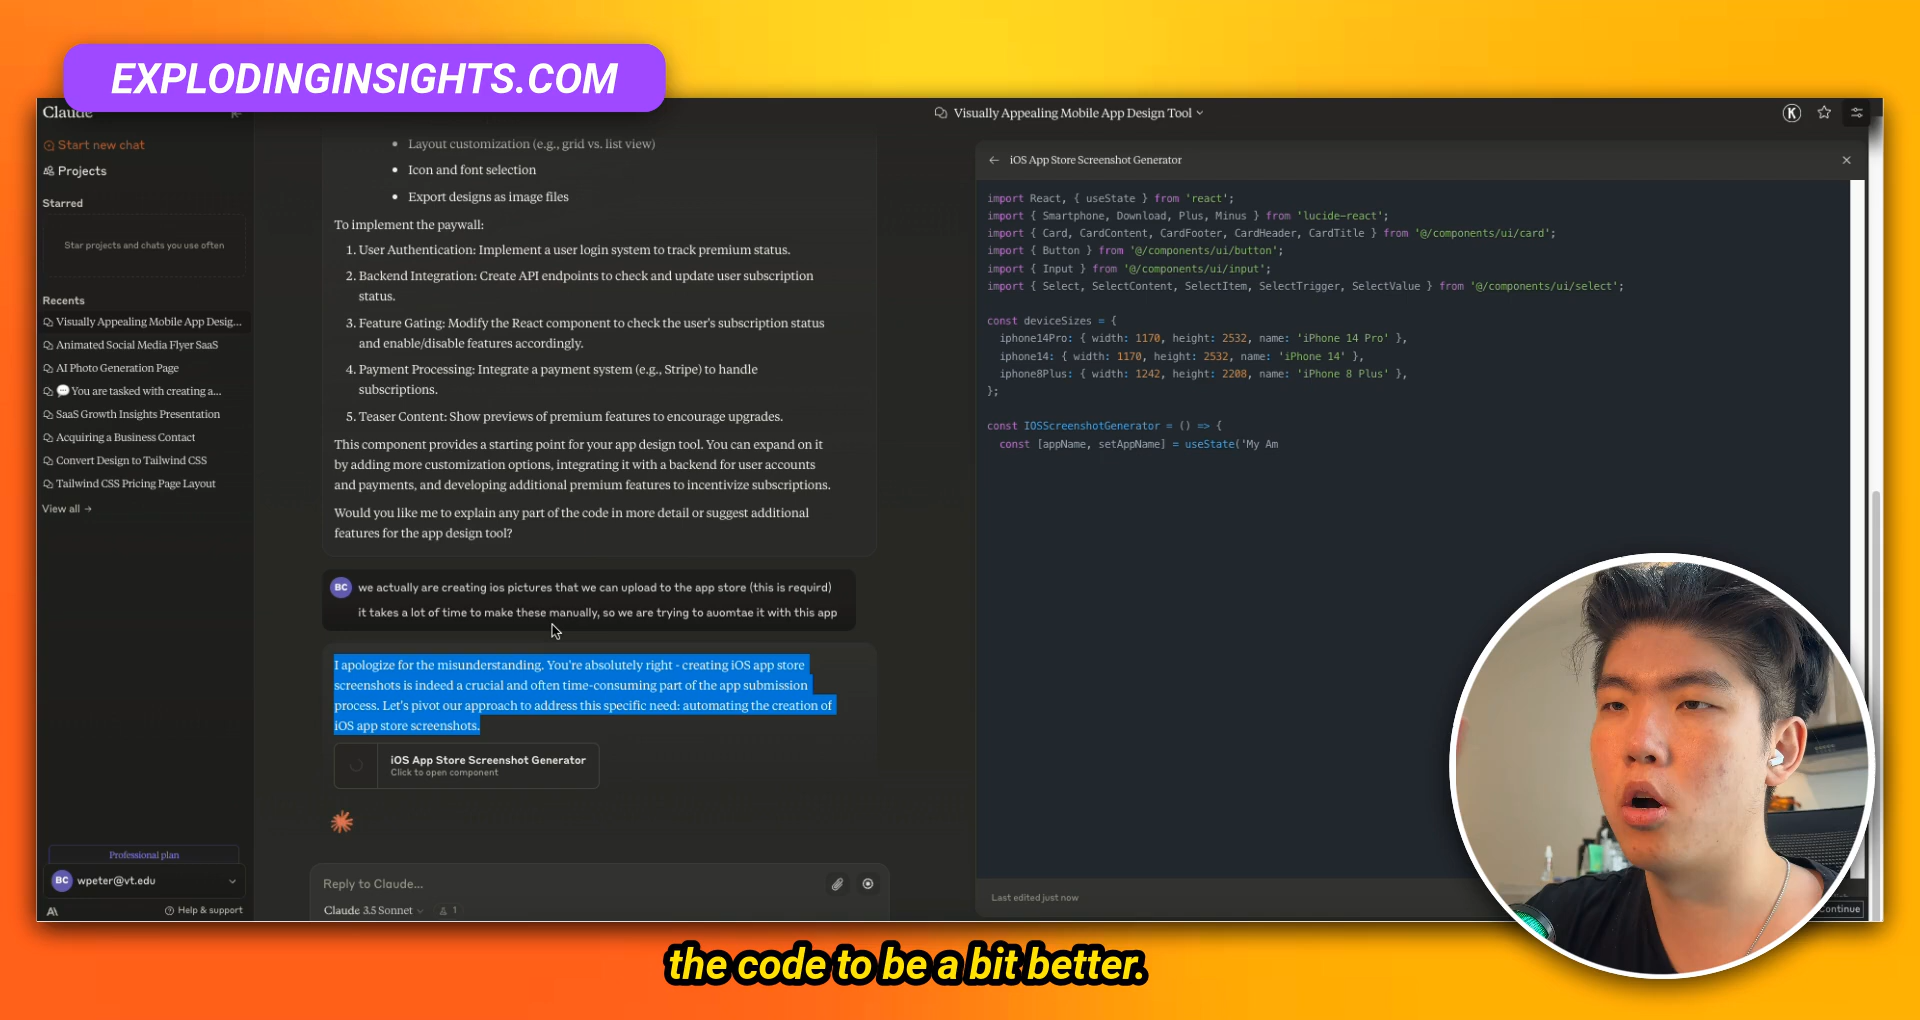 EXPLODINGINSIGHTS.COM
Claude
Start new chat
Projects
Starred
Star projects and chats you use often
Recents
Visually Appealing Mobile App Desig...
Animated Social Media Flyer SaaS
AI Photo Generation Page
You are tasked with creating a...
SaaS Growth Insights Presentation
Acquiring a Business Contact
Convert Design to Tailwind CSS
Tailwind CSS Pricing Page Layout
View all →
Professional plan
BC wpeter@vt.edu
Help & support
Visually Appealing Mobile App Design Tool
K
• Layout customization (e.g., grid vs. list view)
• Icon and font selection
• Export designs as image files
To implement the paywall:
1. User Authentication: Implement a user login system to track premium status.
2. Backend Integration: Create API endpoints to check and update user subscription
status.
3. Feature Gating: Modify the React component to check the user's subscription status
and enable/disable features accordingly.
4. Payment Processing: Integrate a payment system (e.g., Stripe) to handle
subscriptions.
5. Teaser Content: Show previews of premium features to encourage upgrades.
This component provides a starting point for your app design tool. You can expand on it
by adding more customization options, integrating it with a backend for user accounts
and payments, and developing additional premium features to incentivize subscriptions.
Would you like me to explain any part of the code in more detail or suggest additional
features for the app design tool?
BC we actually are creating ios pictures that we can upload to the app store (this is requird)
it takes a lot of time to make these manually, so we are trying to auomtae it with this app
I apologize for the misunderstanding. You're absolutely right - creating iOS app store
screenshots is indeed a crucial and often time-consuming part of the app submission
process. Let's pivot our approach to address this specific need: automating the creation of
iOS app store screenshots.
iOS App Store Screenshot Generator
Click to open component
Reply to Claude...
Claude 3.5 Sonnet
1
← iOS App Store Screenshot Generator
import React, { useState } from 'react';
import { Smartphone, Download, Plus, Minus } from 'lucide-react';
import { Card, CardContent, CardFooter, CardHeader, CardTitle } from '@/components/ui/card';
import { Button } from '@/components/ui/button';
import { Input } from '@/components/ui/input';
import { Select, SelectContent, SelectItem, SelectTrigger, SelectValue } from '@/components/ui/select';
const deviceSizes = {
iphone14Pro: { width: 1170, height: 2532, name: 'iPhone 14 Pro' },
iphone14: { width: 1170, height: 2532, name: 'iPhone 14' },
iphone8Plus: { width: 1242, height: 2208, name: 'iPhone 8 Plus' },
};
const IOSScreenshotGenerator = () => {
const [appName, setAppName] = useState('My Am
Last edited just now
Continue
the code to be a bit better.